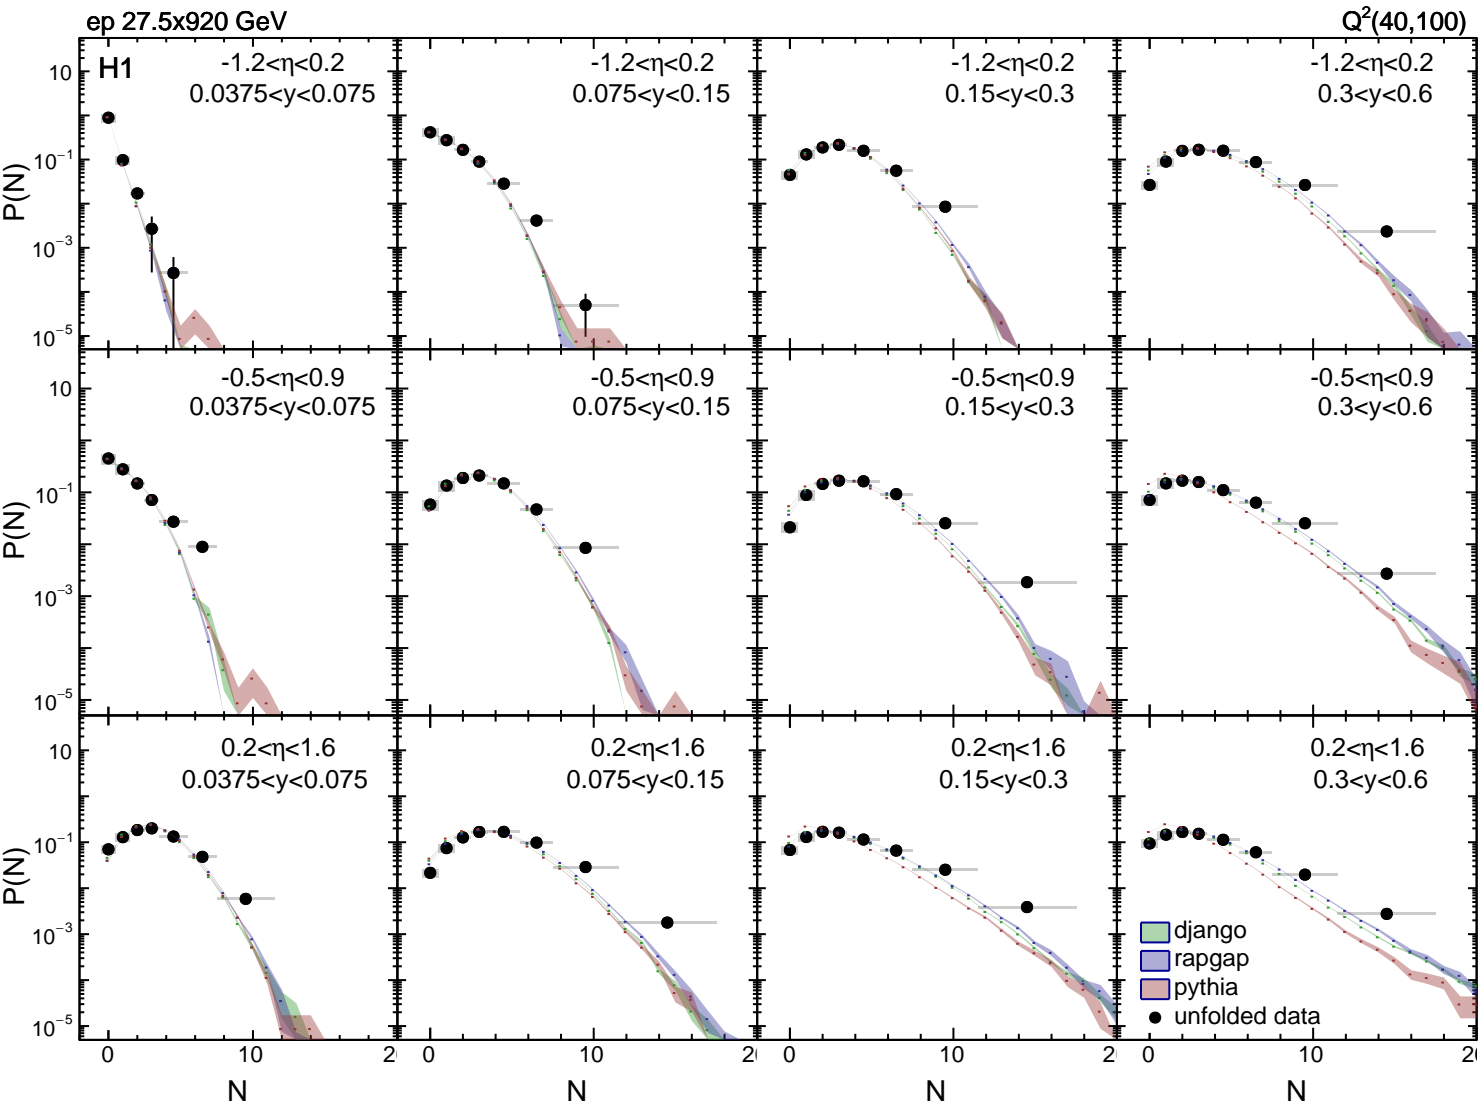 ep 27.5x920 GeV
Q²(40,100)
H1
-1.2<η<0.2
0.0375<y<0.075
-1.2<η<0.2
0.075<y<0.15
-1.2<η<0.2
0.15<y<0.3
-1.2<η<0.2
0.3<y<0.6
P(N)
10
10⁻¹
10⁻³
10⁻⁵
-0.5<η<0.9
0.0375<y<0.075
-0.5<η<0.9
0.075<y<0.15
-0.5<η<0.9
0.15<y<0.3
-0.5<η<0.9
0.3<y<0.6
P(N)
10
10⁻¹
10⁻³
10⁻⁵
0.2<η<1.6
0.0375<y<0.075
0.2<η<1.6
0.075<y<0.15
0.2<η<1.6
0.15<y<0.3
0.2<η<1.6
0.3<y<0.6
P(N)
10
10⁻¹
10⁻³
10⁻⁵
django
rapgap
pythia
unfolded data
0 10 2
0 10 20
0 10 2
0 10 20
N N N N